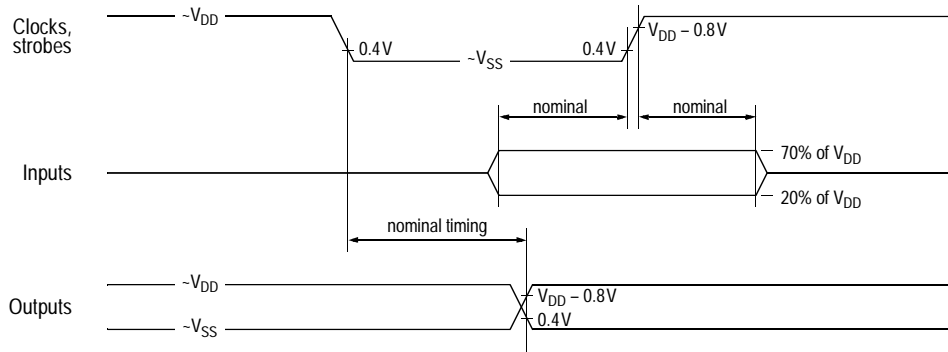 Clocks,
strobes
~VDD
0.4 V
~VSS
0.4 V
VDD – 0.8 V
nominal
nominal
Inputs
70% of VDD
20% of VDD
nominal timing
Outputs
~VDD
VDD – 0.8 V
0.4 V
~VSS